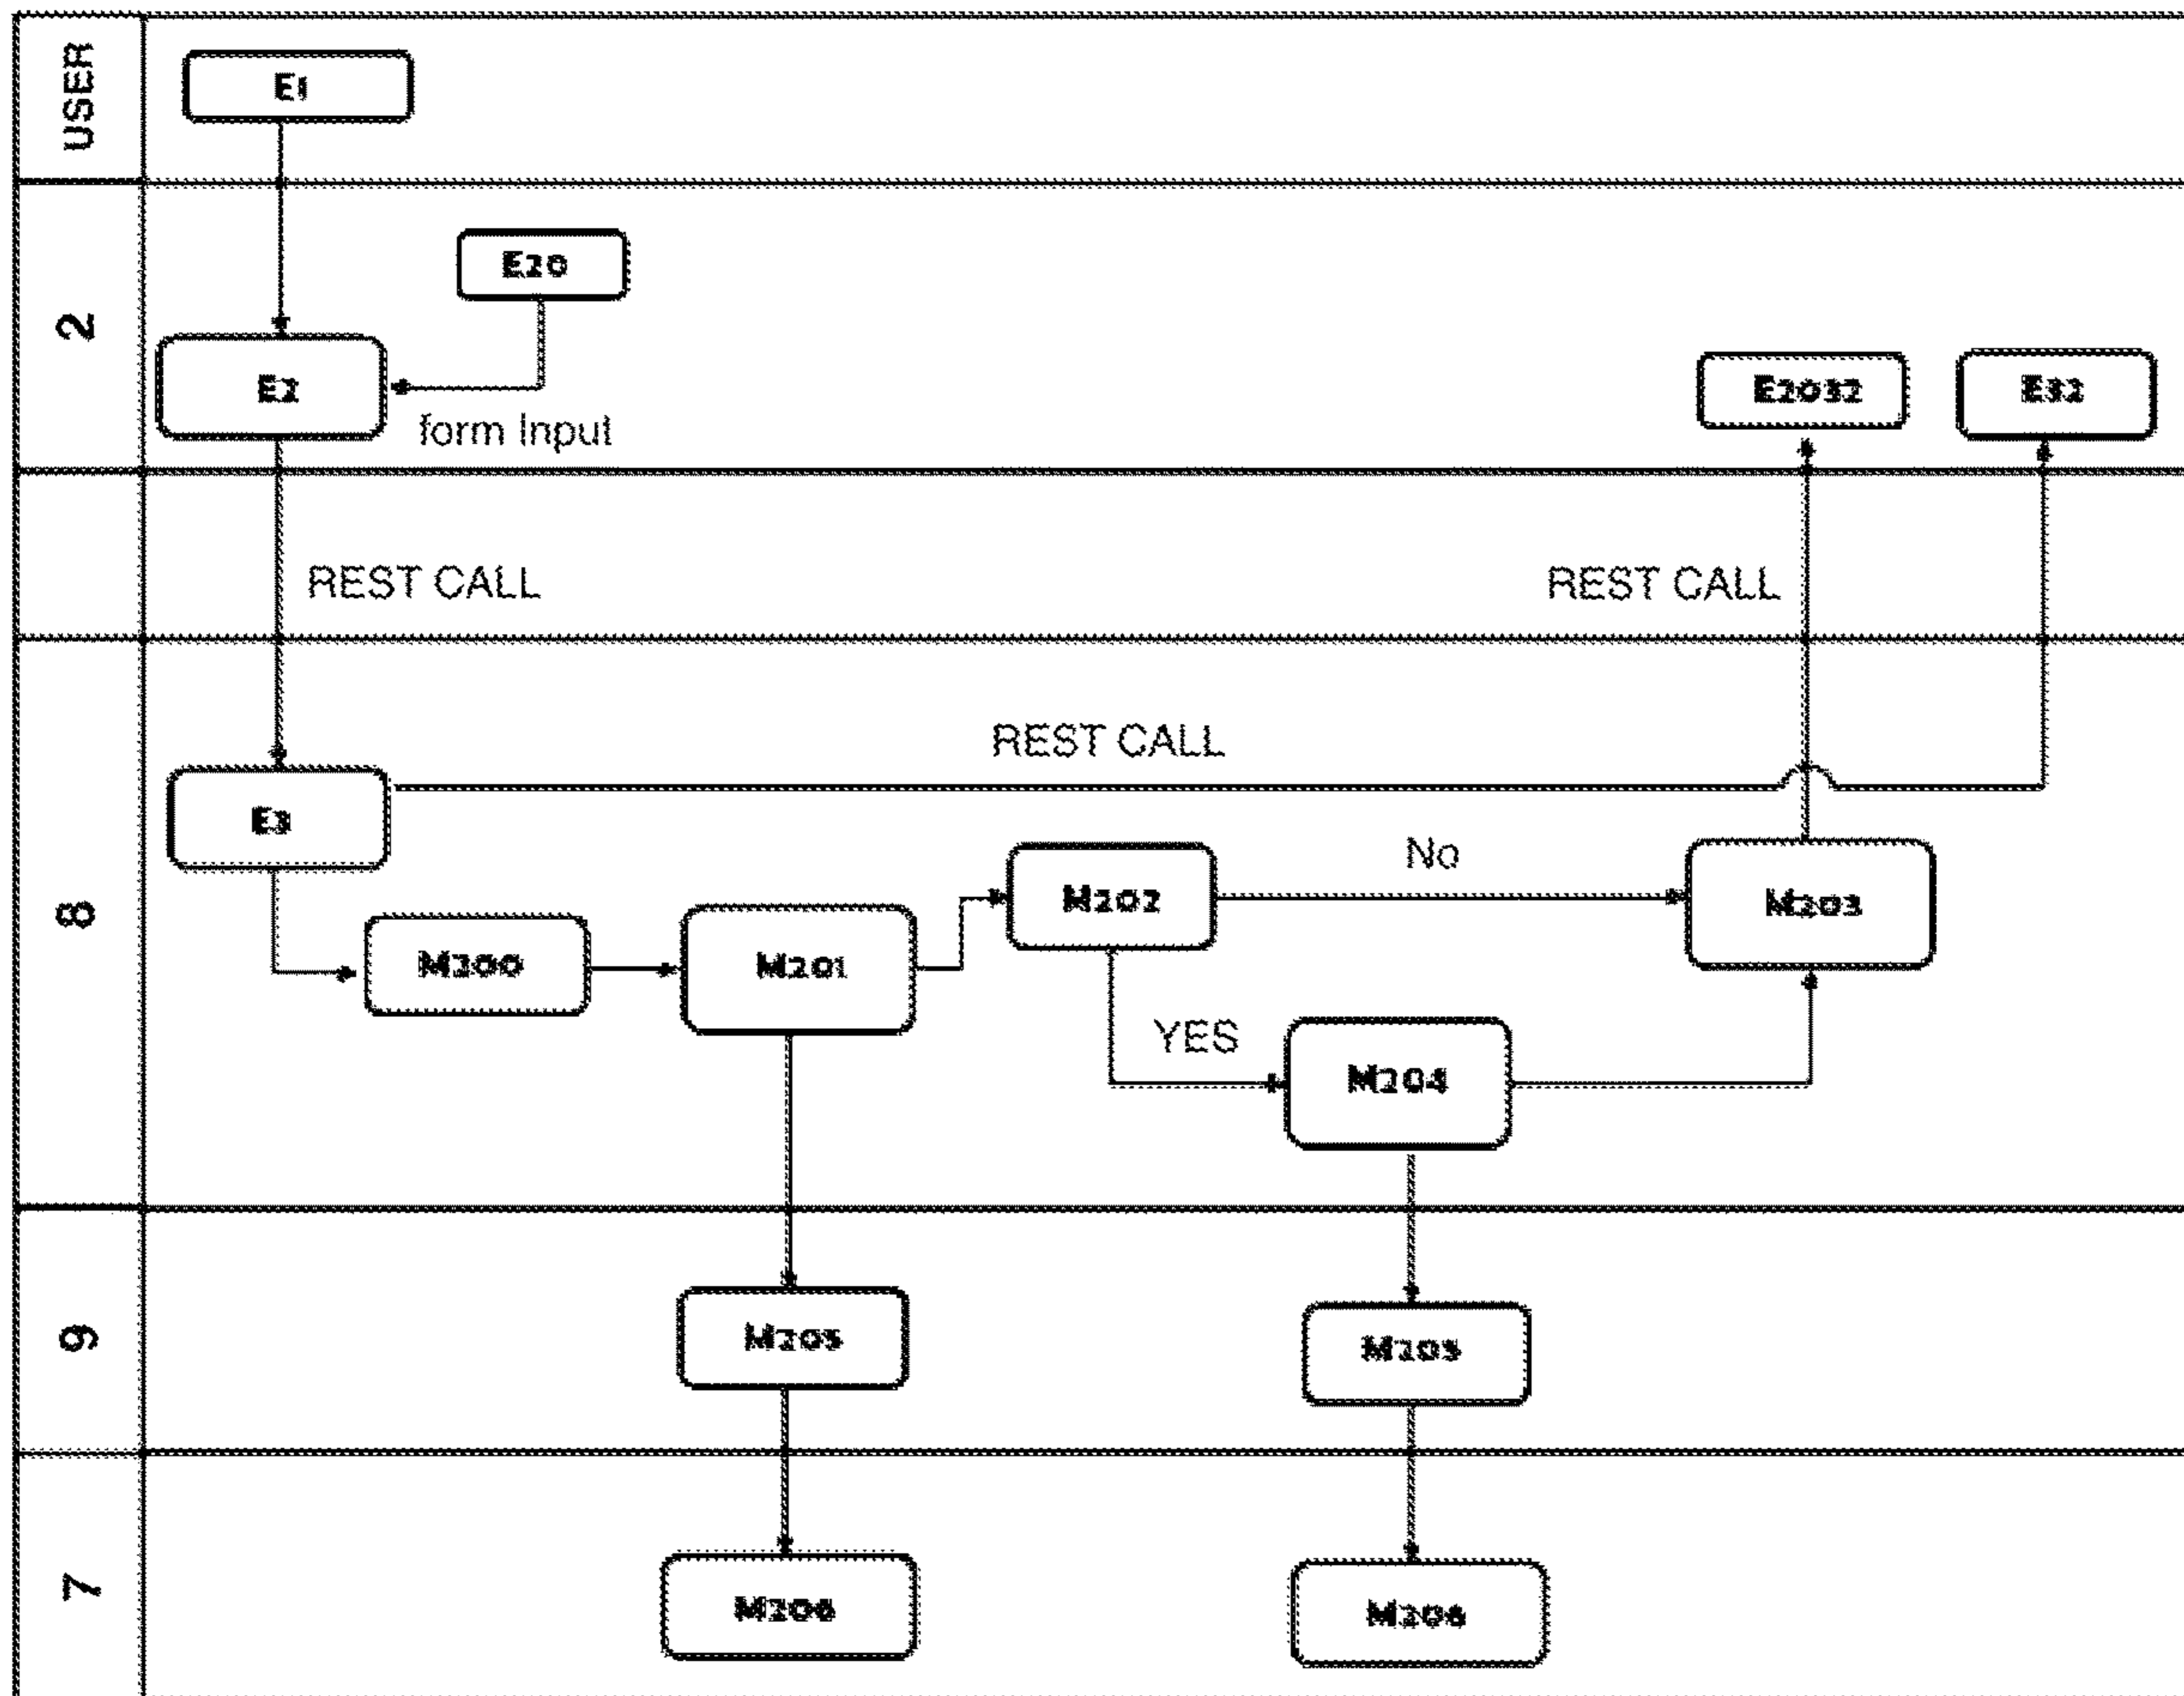 USER
E1
2
E20
E2
form Input
E2032
E32
REST CALL
REST CALL
8
REST CALL
E3
No
M202
M203
M200
M201
YES
M204
9
M205
M205
7
M206
M206